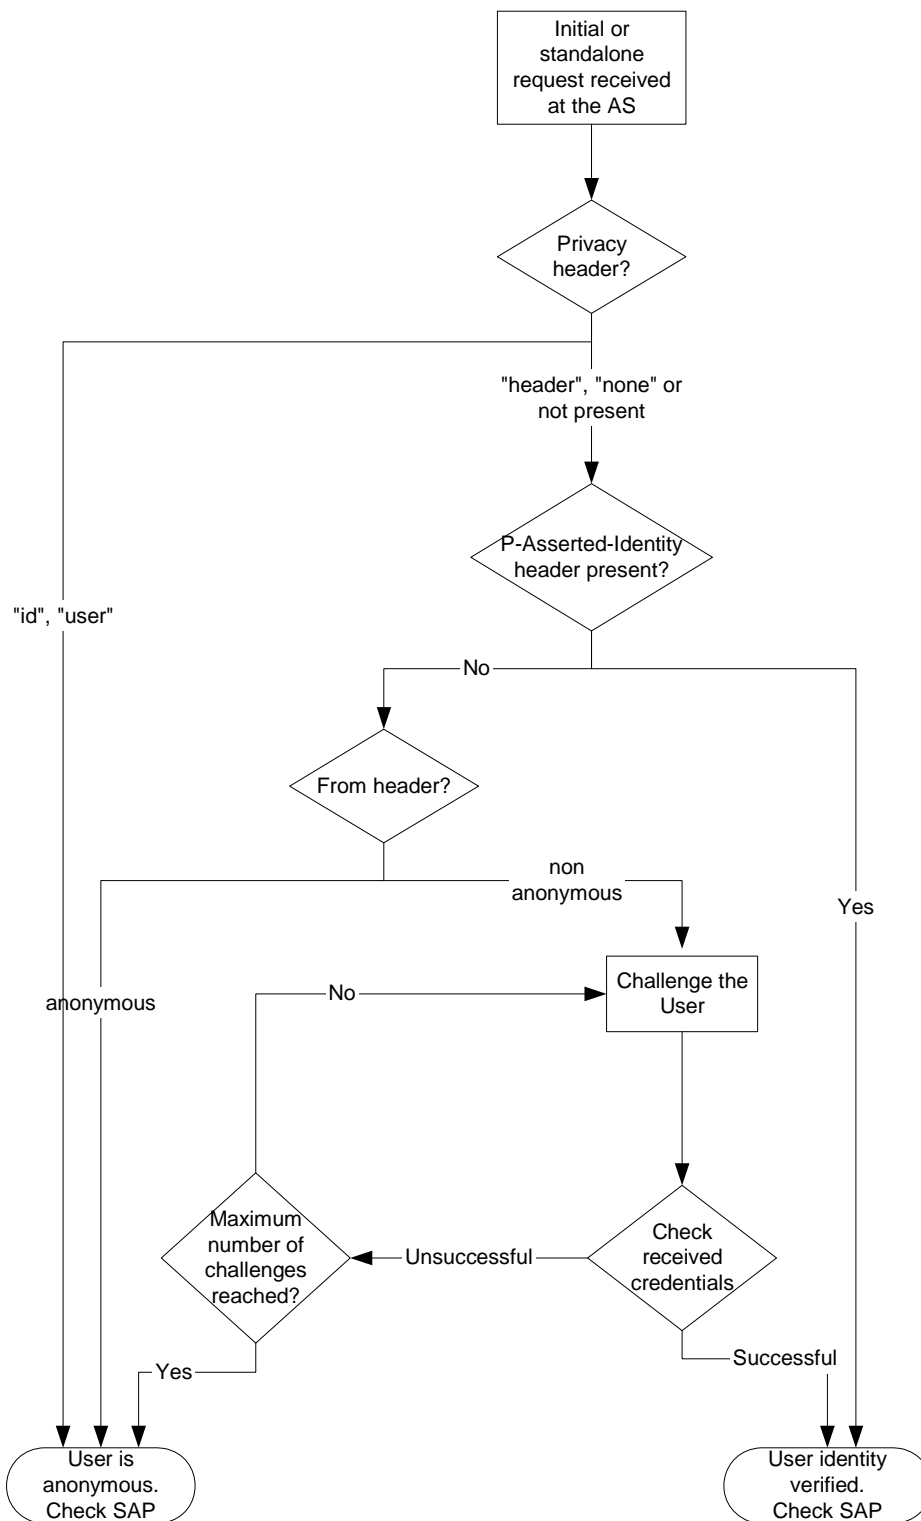 Initial or
standalone
request received
at the AS
Privacy
header?
"header", "none" or
not present
P-Asserted-Identity
header present?
"id", "user"
No
From header?
non
anonymous
Yes
anonymous
No
Challenge the
User
Maximum
number of
challenges
reached?
Unsuccessful
Check
received
credentials
Yes
Successful
User is
anonymous.
Check SAP
User identity
verified.
Check SAP